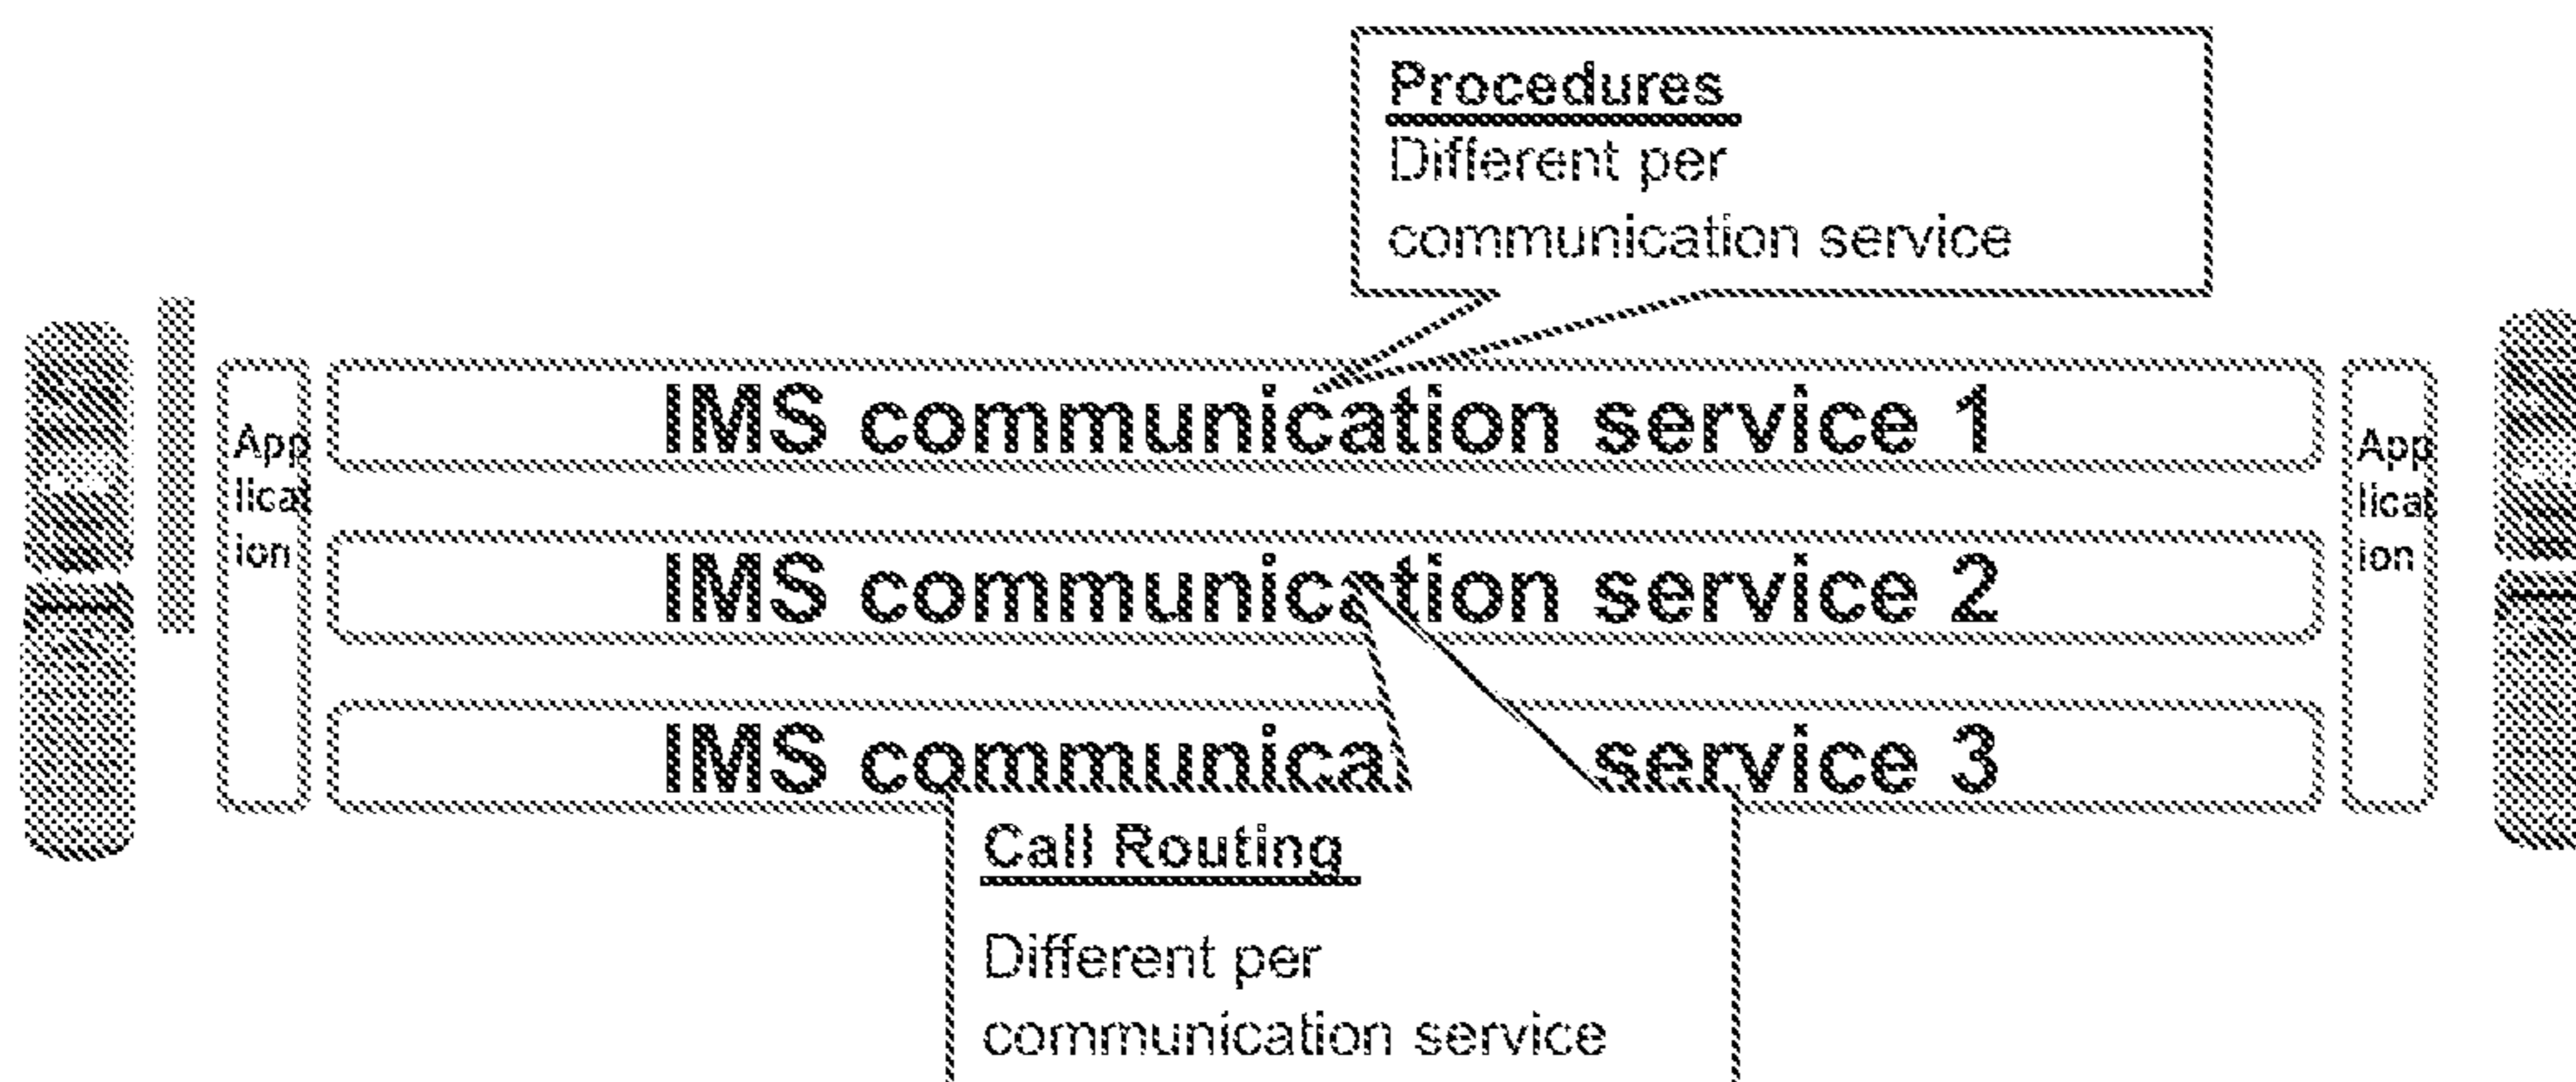 Procedures
Different per
communication service
IMS communication service 1
App
licat
ion
App
licat
ion
IMS communication service 2
IMS communica service 3
Call Routing
Different per
communication service